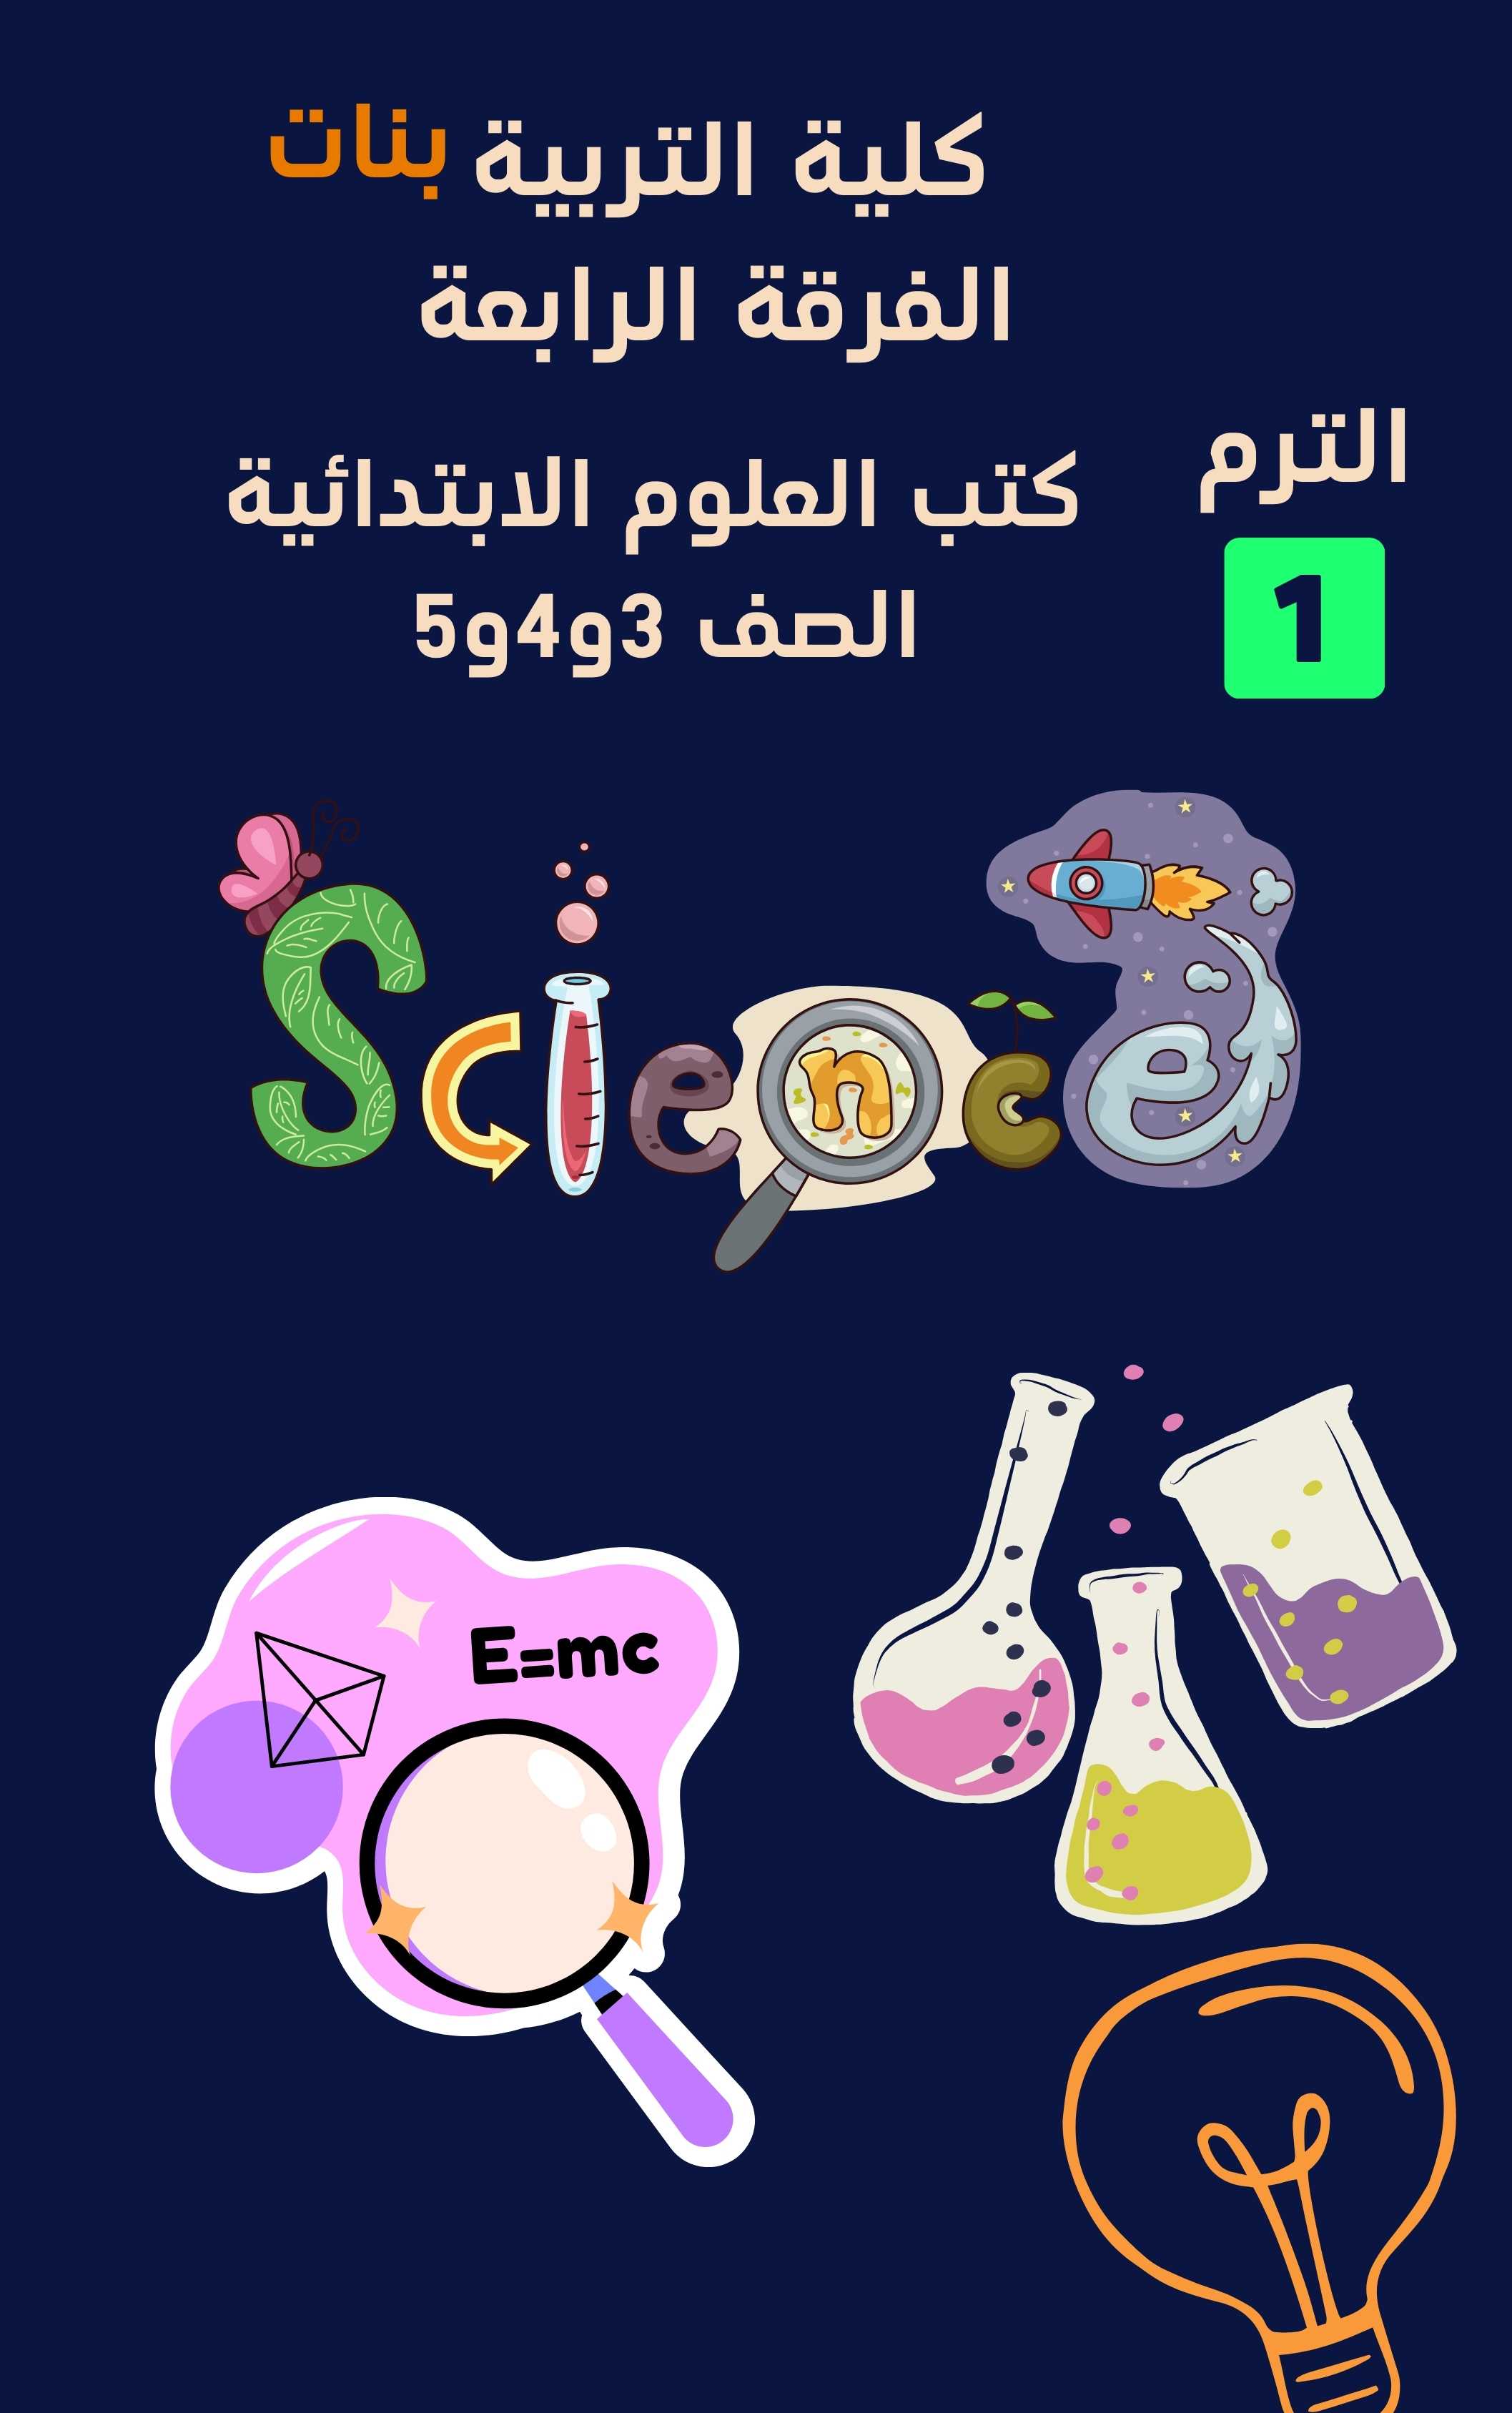 كلية التربية بنات
الفرقة الرابعة
الترم
1
كتب العلوم الابتدائية
الصف 3و4و5
Science
E=mc